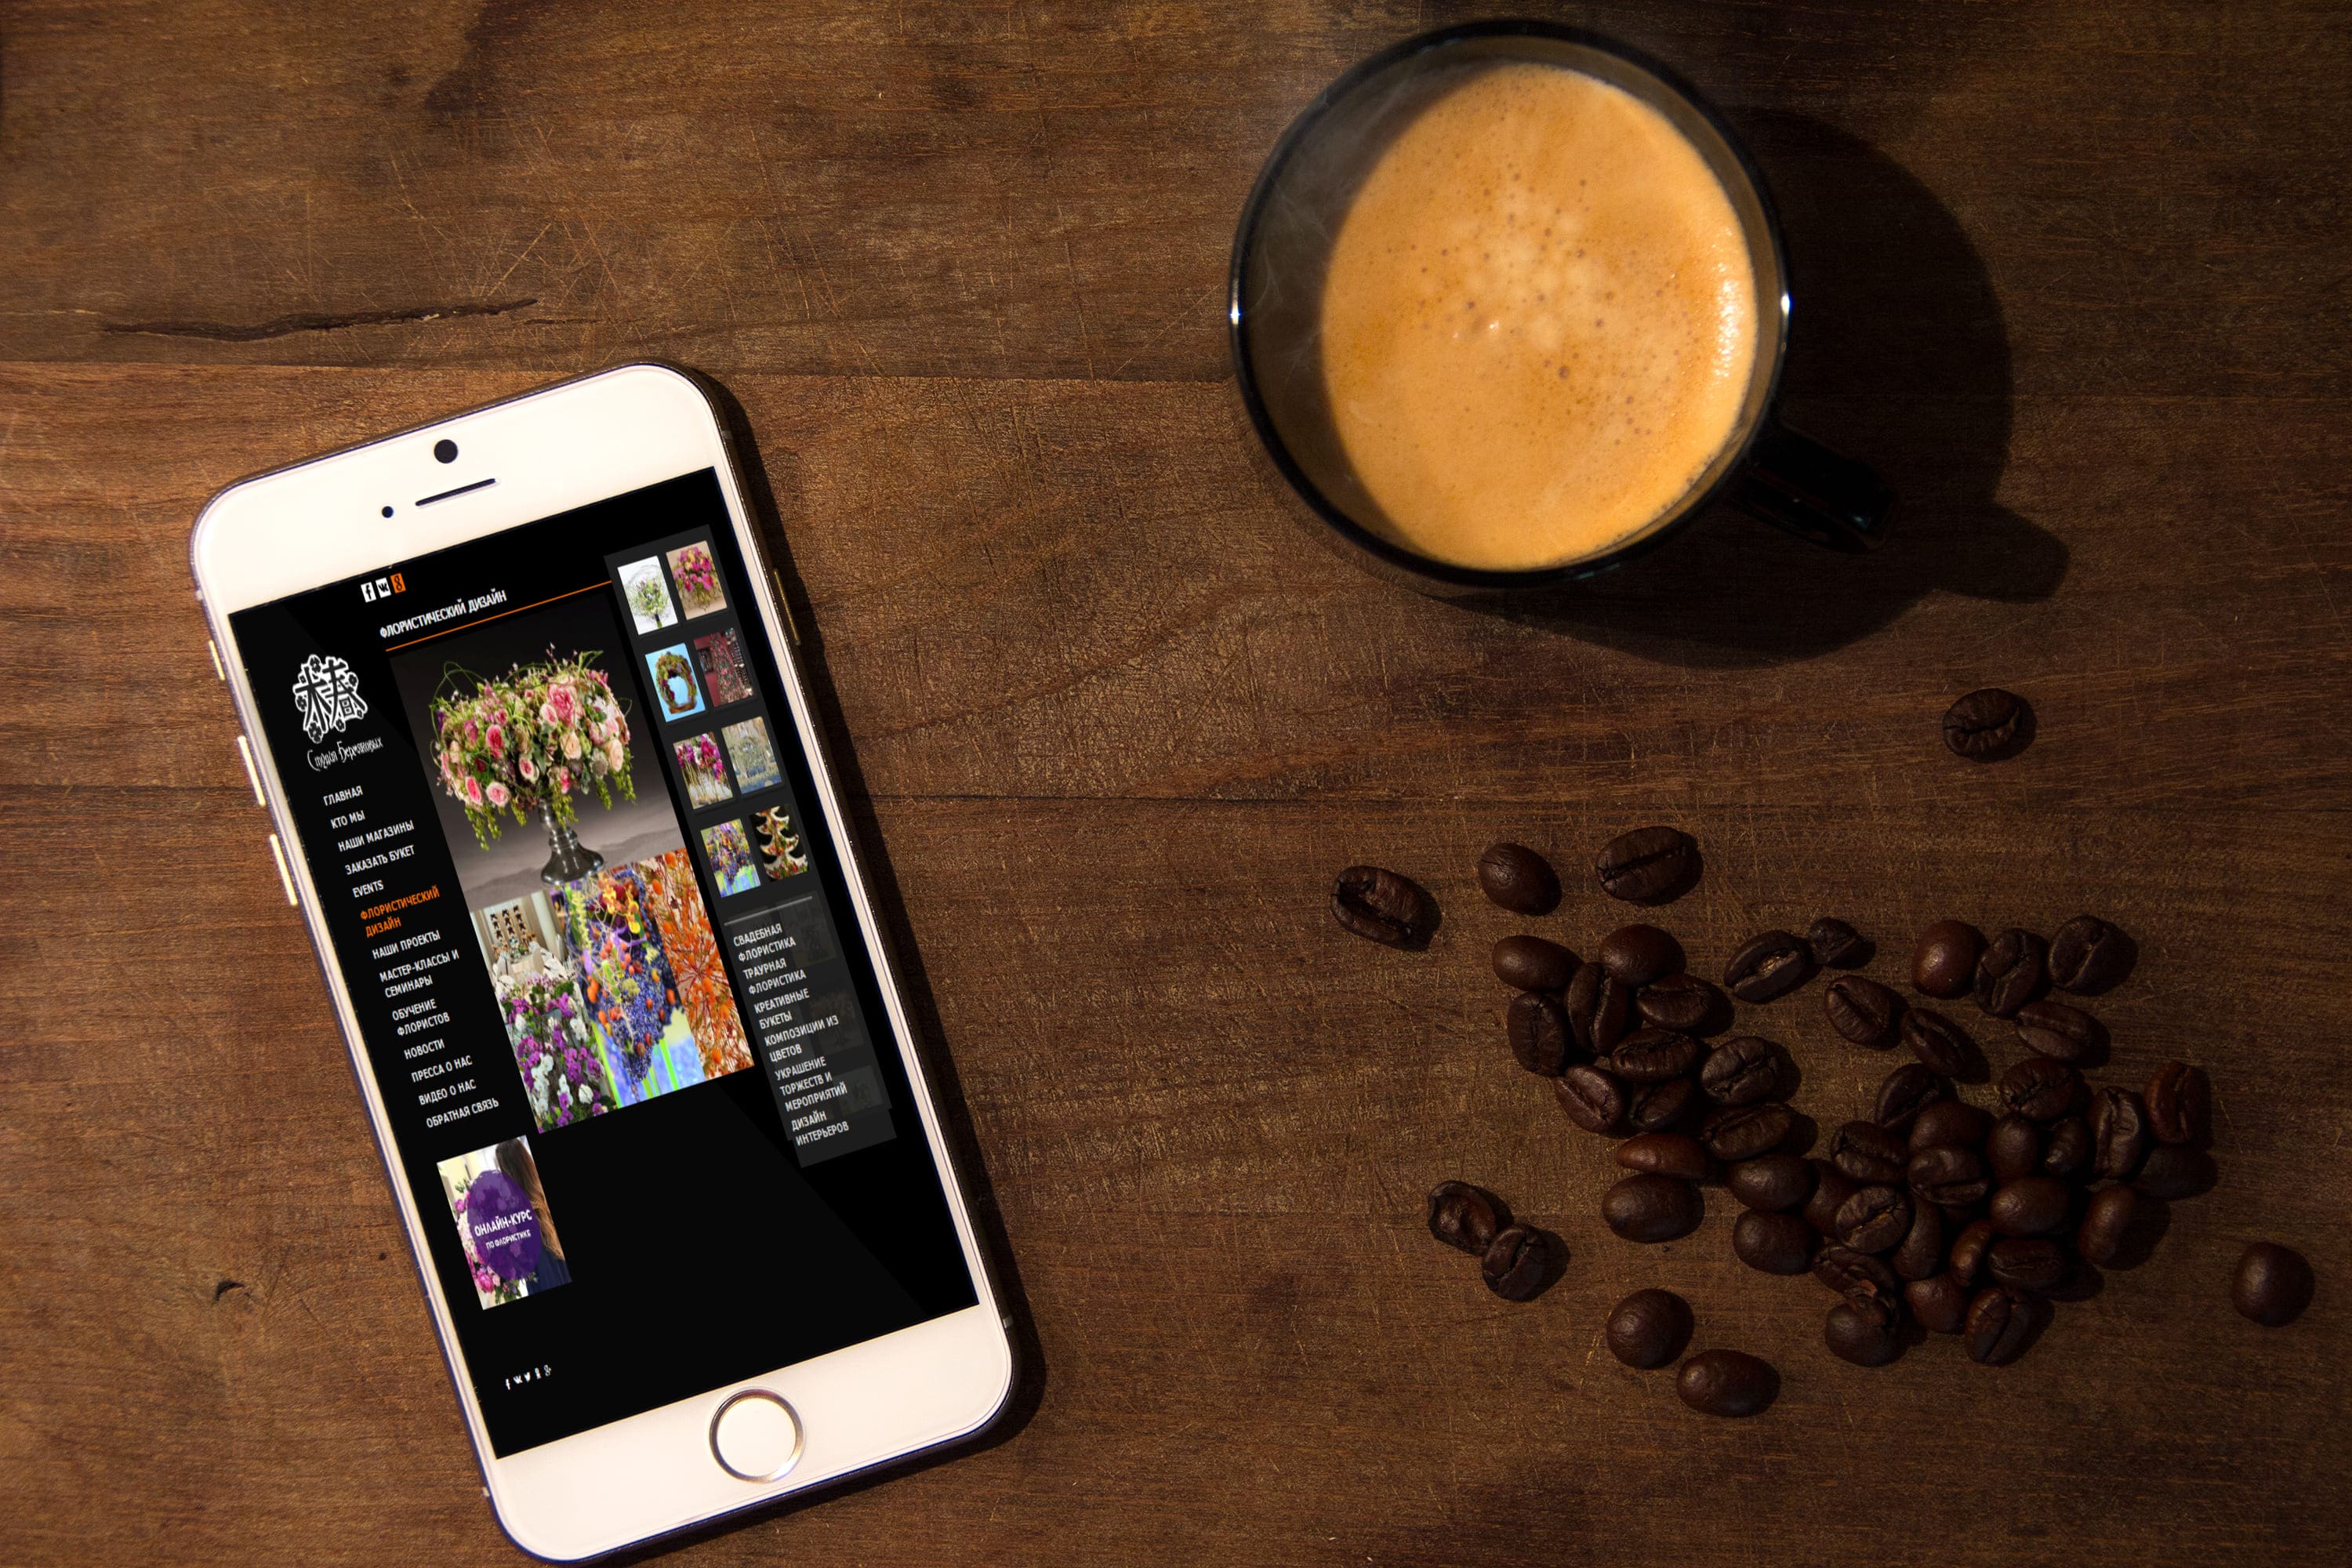 ФЛОРИСТИЧЕСКИЙ ДИЗАЙН
椿
Студия Бермяковых
ГЛАВНАЯ
КТО МЫ
НАШИ МАГАЗИНЫ
ЗАКАЗАТЬ БУКЕТ
EVENTS
ФЛОРИСТИЧЕСКИЙ
ДИЗАЙН
НАШИ ПРОЕКТЫ
МАСТЕР-КЛАССЫ И
СЕМИНАРЫ
ОБУЧЕНИЕ
ФЛОРИСТОВ
НОВОСТИ
ПРЕССА О НАС
ВИДЕО О НАС
ОБРАТНАЯ СВЯЗЬ
ОНЛАЙН-КУРС
ПО ФЛОРИСТИКЕ
СВАДЕБНАЯ
ФЛОРИСТИКА
ТРАУРНАЯ
ФЛОРИСТИКА
КРЕАТИВНЫЕ
БУКЕТЫ
КОМПОЗИЦИИ ИЗ
ЦВЕТОВ
УКРАШЕНИЕ
ТОРЖЕСТВ И
МЕРОПРИЯТИЙ
ДИЗАЙН
ИНТЕРЬЕРОВ